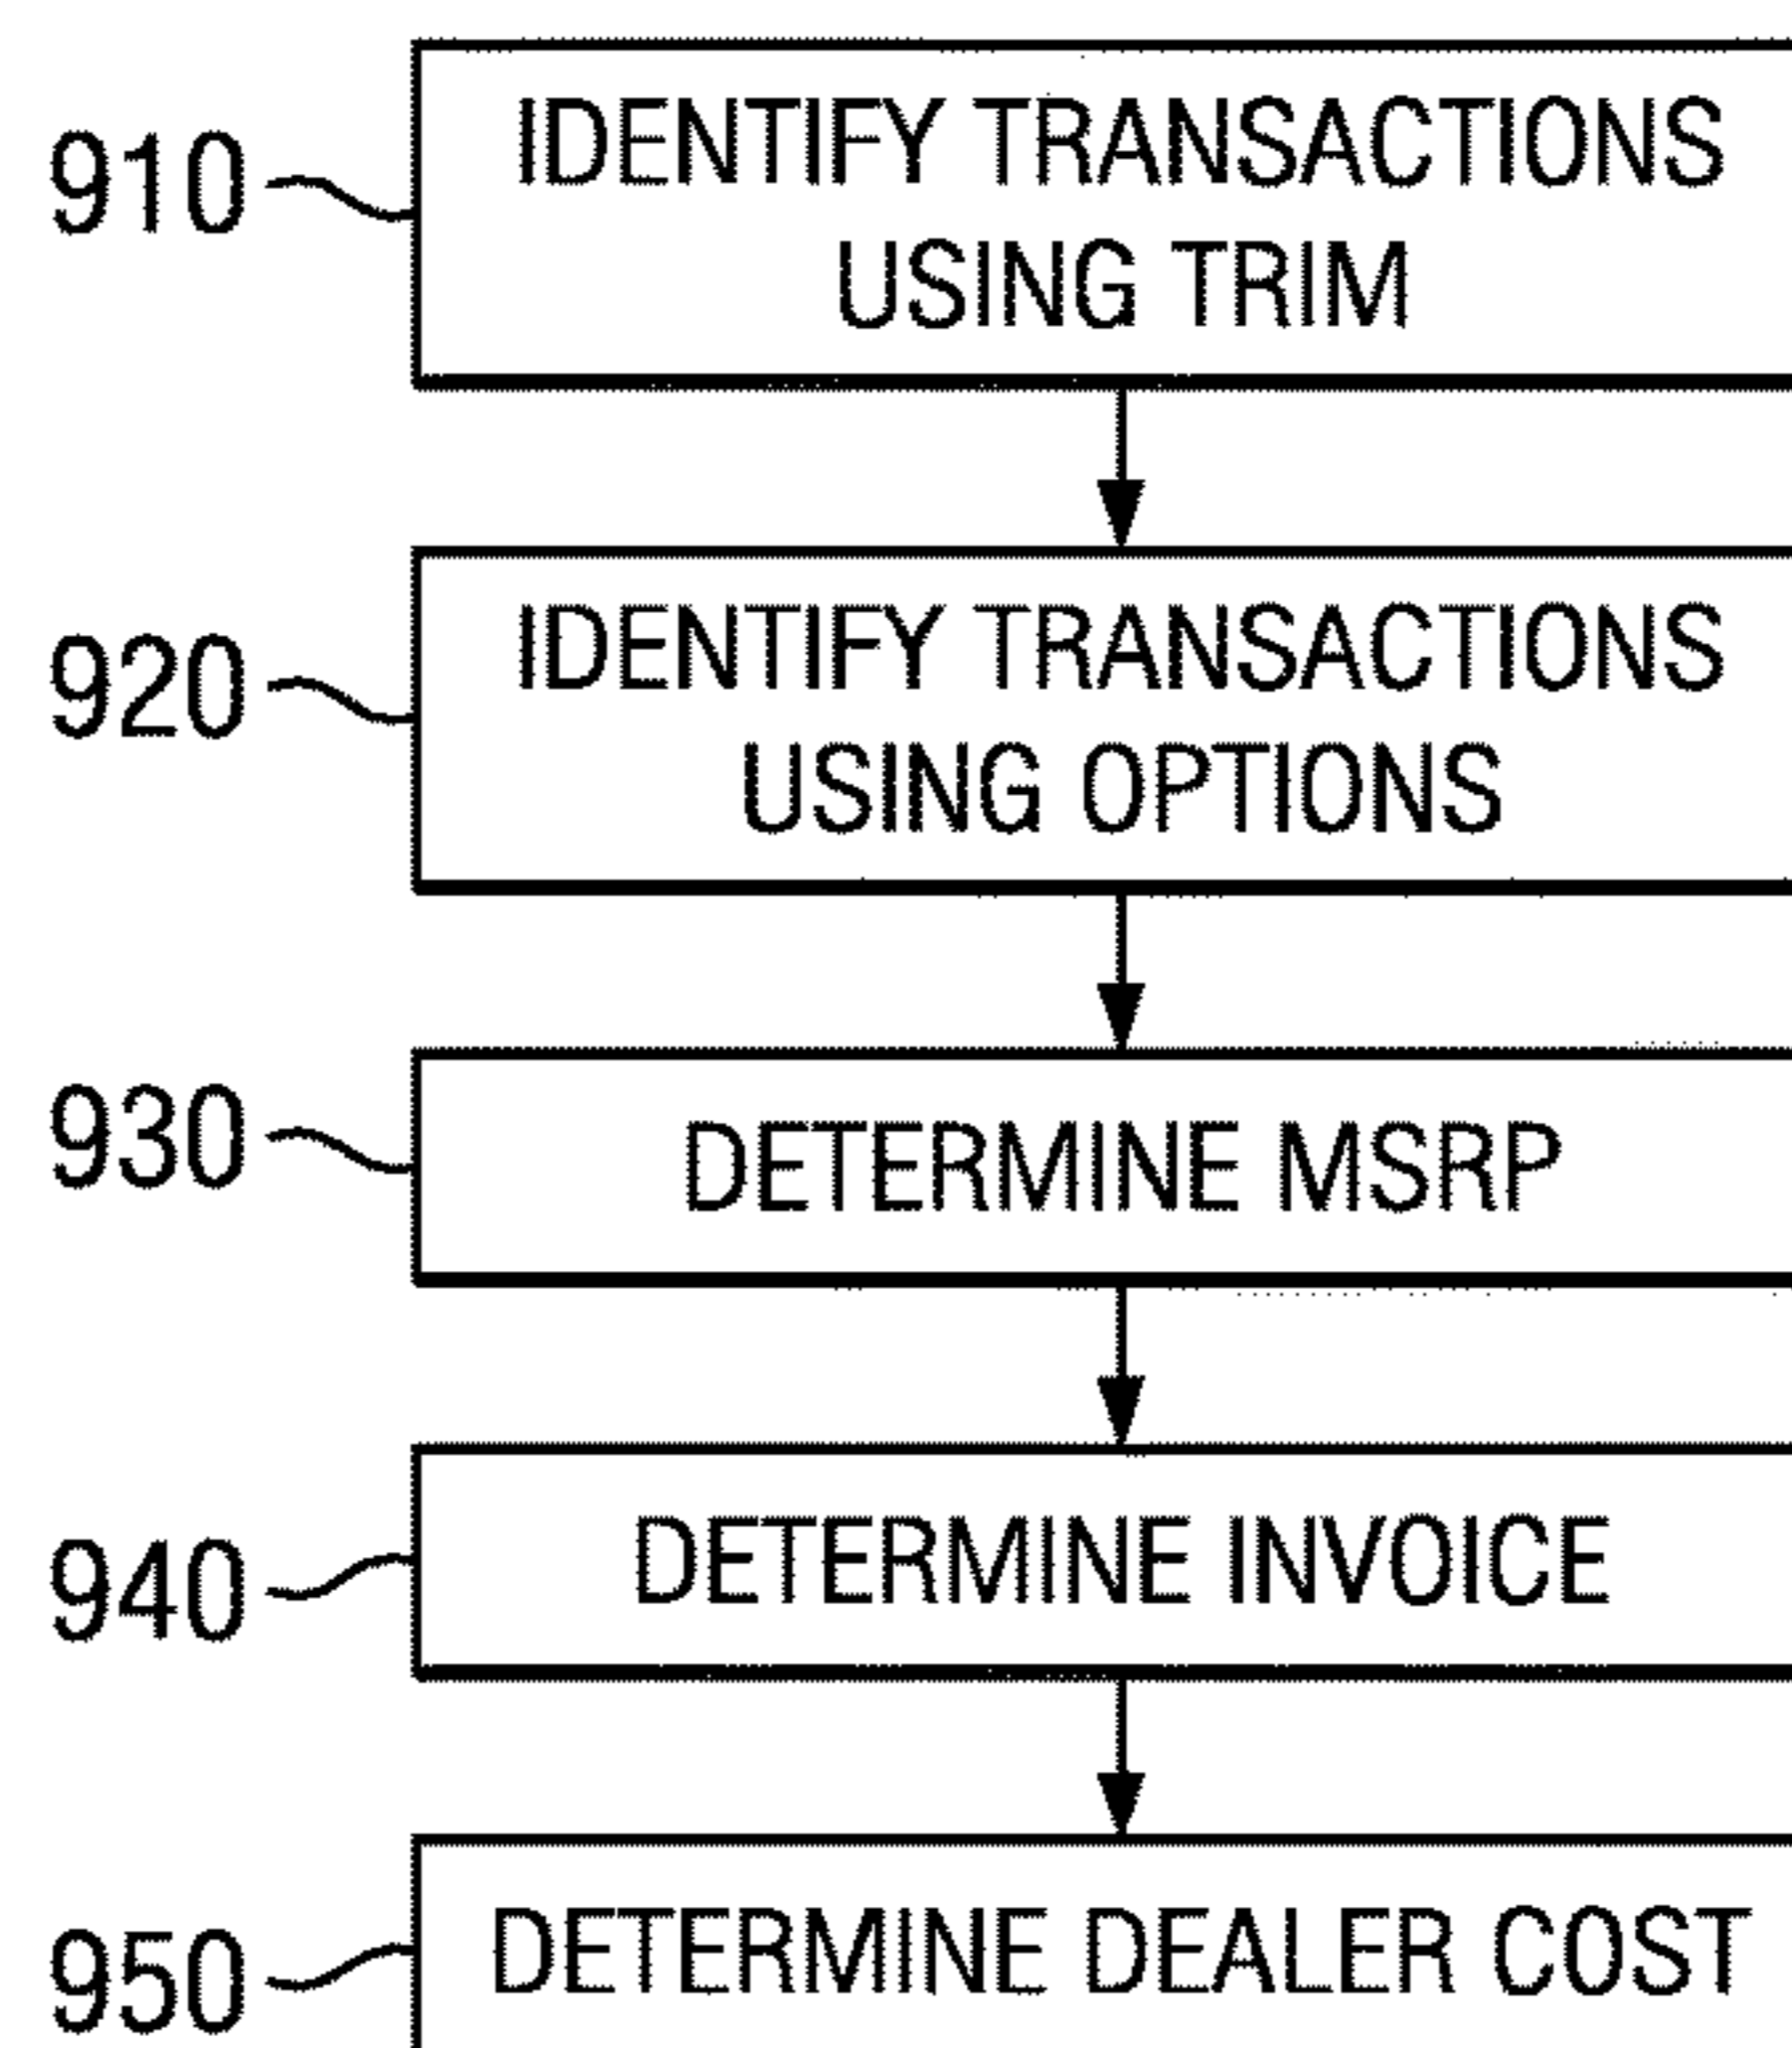 910
IDENTIFY TRANSACTIONS
USING TRIM
920
IDENTIFY TRANSACTIONS
USING OPTIONS
930
DETERMINE MSRP
940
DETERMINE INVOICE
950
DETERMINE DEALER COST